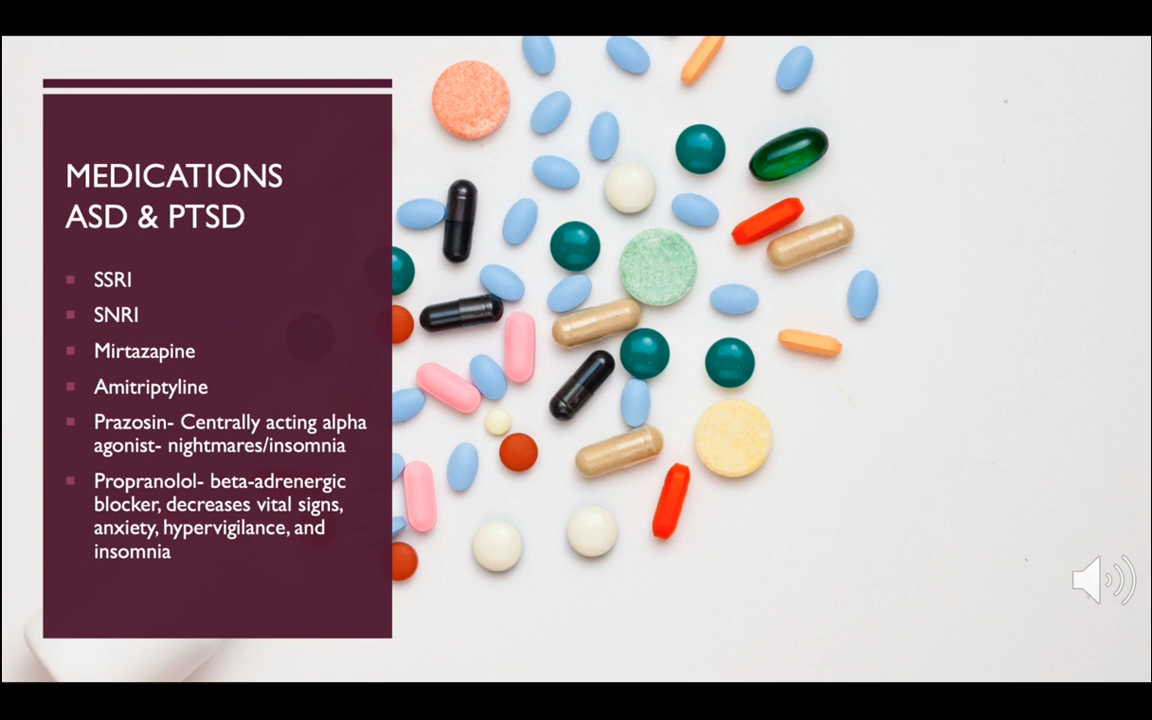 MEDICATIONS
ASD & PTSD
SSRI
SNRI
Mirtazapine
Amitriptyline
Prazosin- Centrally acting alpha
agonist- nightmares/insomnia
Propranolol- beta-adrenergic
blocker, decreases vital signs,
anxiety, hypervigilance, and
insomnia